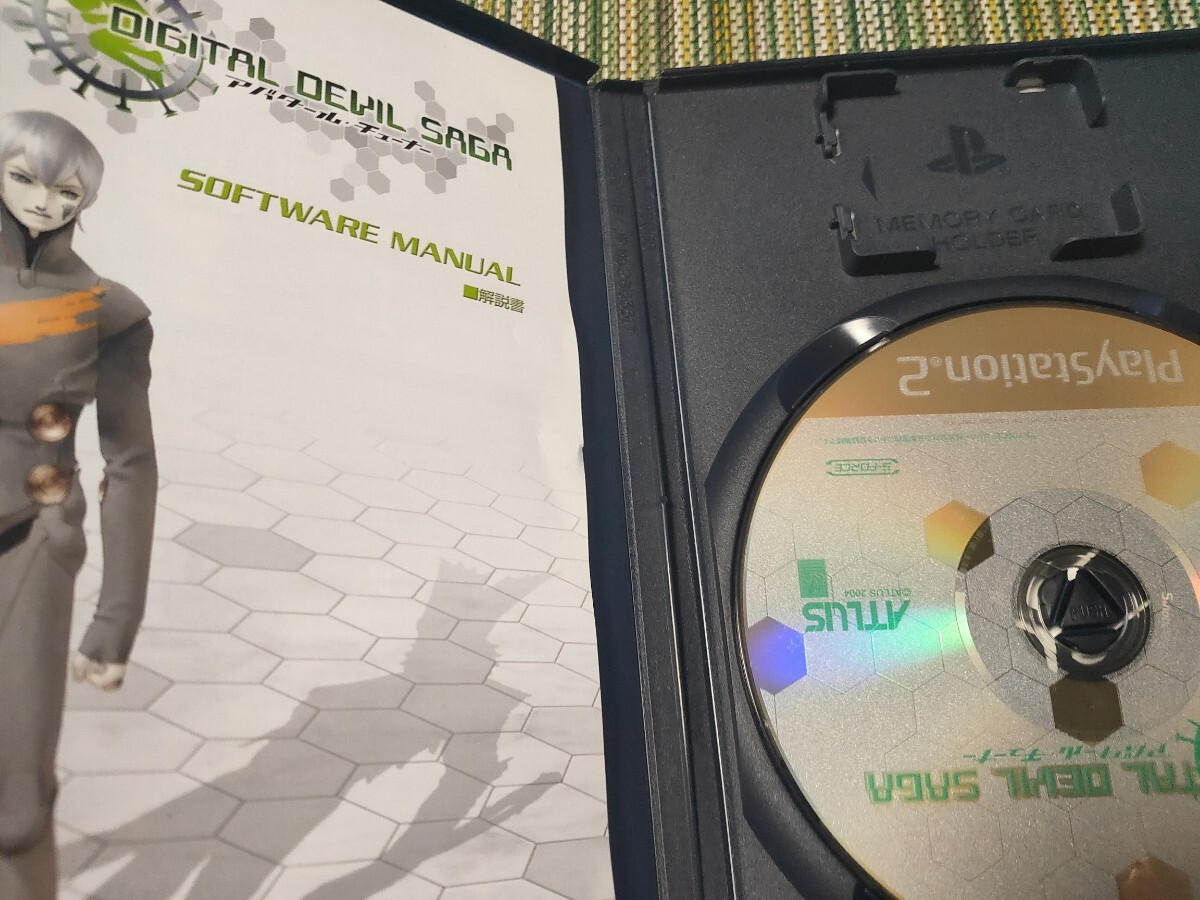 DIGITAL DEVIL SAGA
アバタール・チューナー
SOFTWARE MANUAL
■解説書
MEMORY CARD
HOLDER
PlayStation®2
S-FORCE
ATLUS
©ATLUS 2004
アバタール・チューナー
TAL DEVIL SAGA